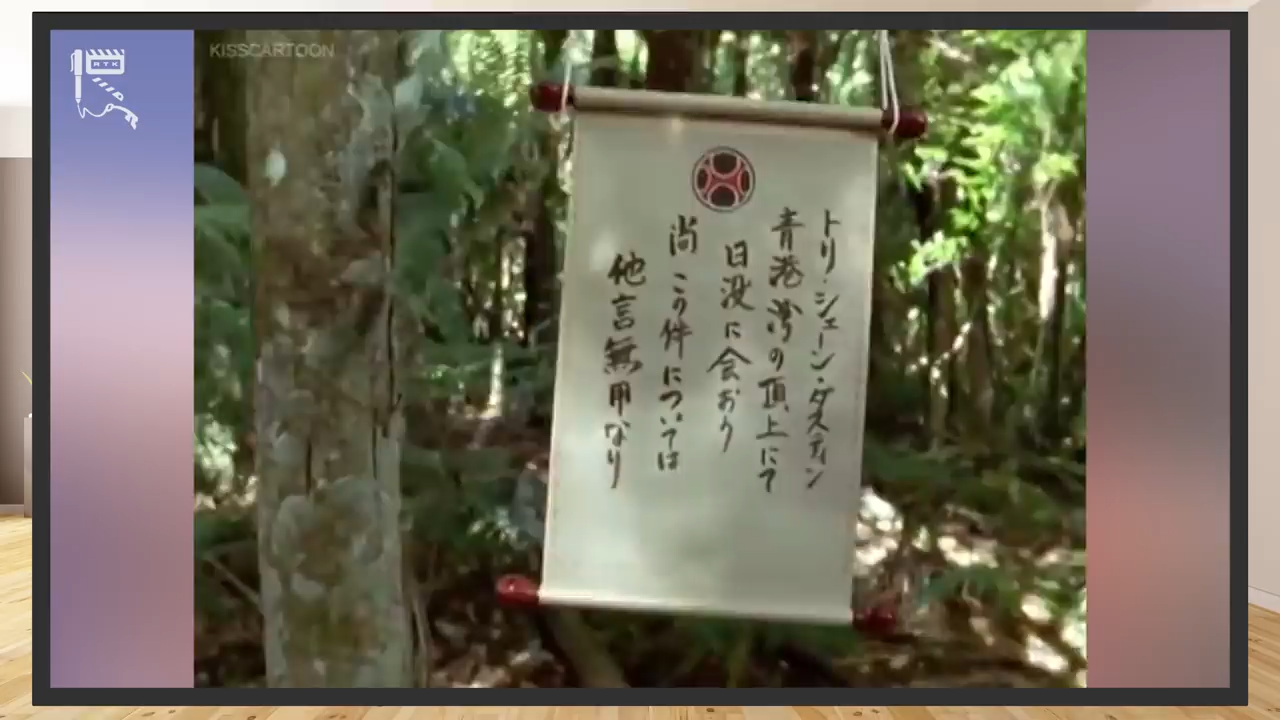 KISSCARTOON
RTK
トリ・シェーン・ダスティン
青港湾の頂上にて
日没に会おり
尚この件については
他言無用なり